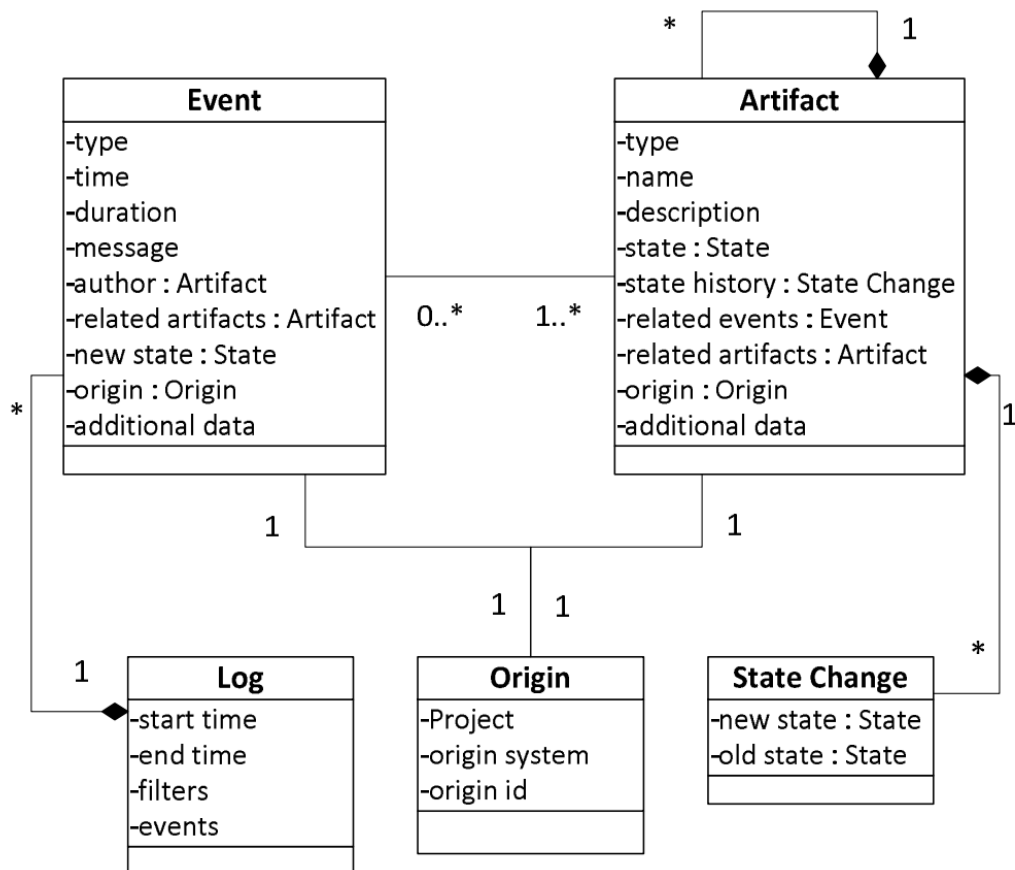 *
1
Event
-type
-time
-duration
-message
-author : Artifact
-related artifacts : Artifact
-new state : State
-origin : Origin
-additional data
Artifact
-type
-name
-description
-state : State
-state history : State Change
-related events : Event
-related artifacts : Artifact
-origin : Origin
-additional data
0..*
1..*
*
1
1
1
1
1
1
*
Log
-start time
-end time
-filters
-events
Origin
-Project
-origin system
-origin id
State Change
-new state : State
-old state : State